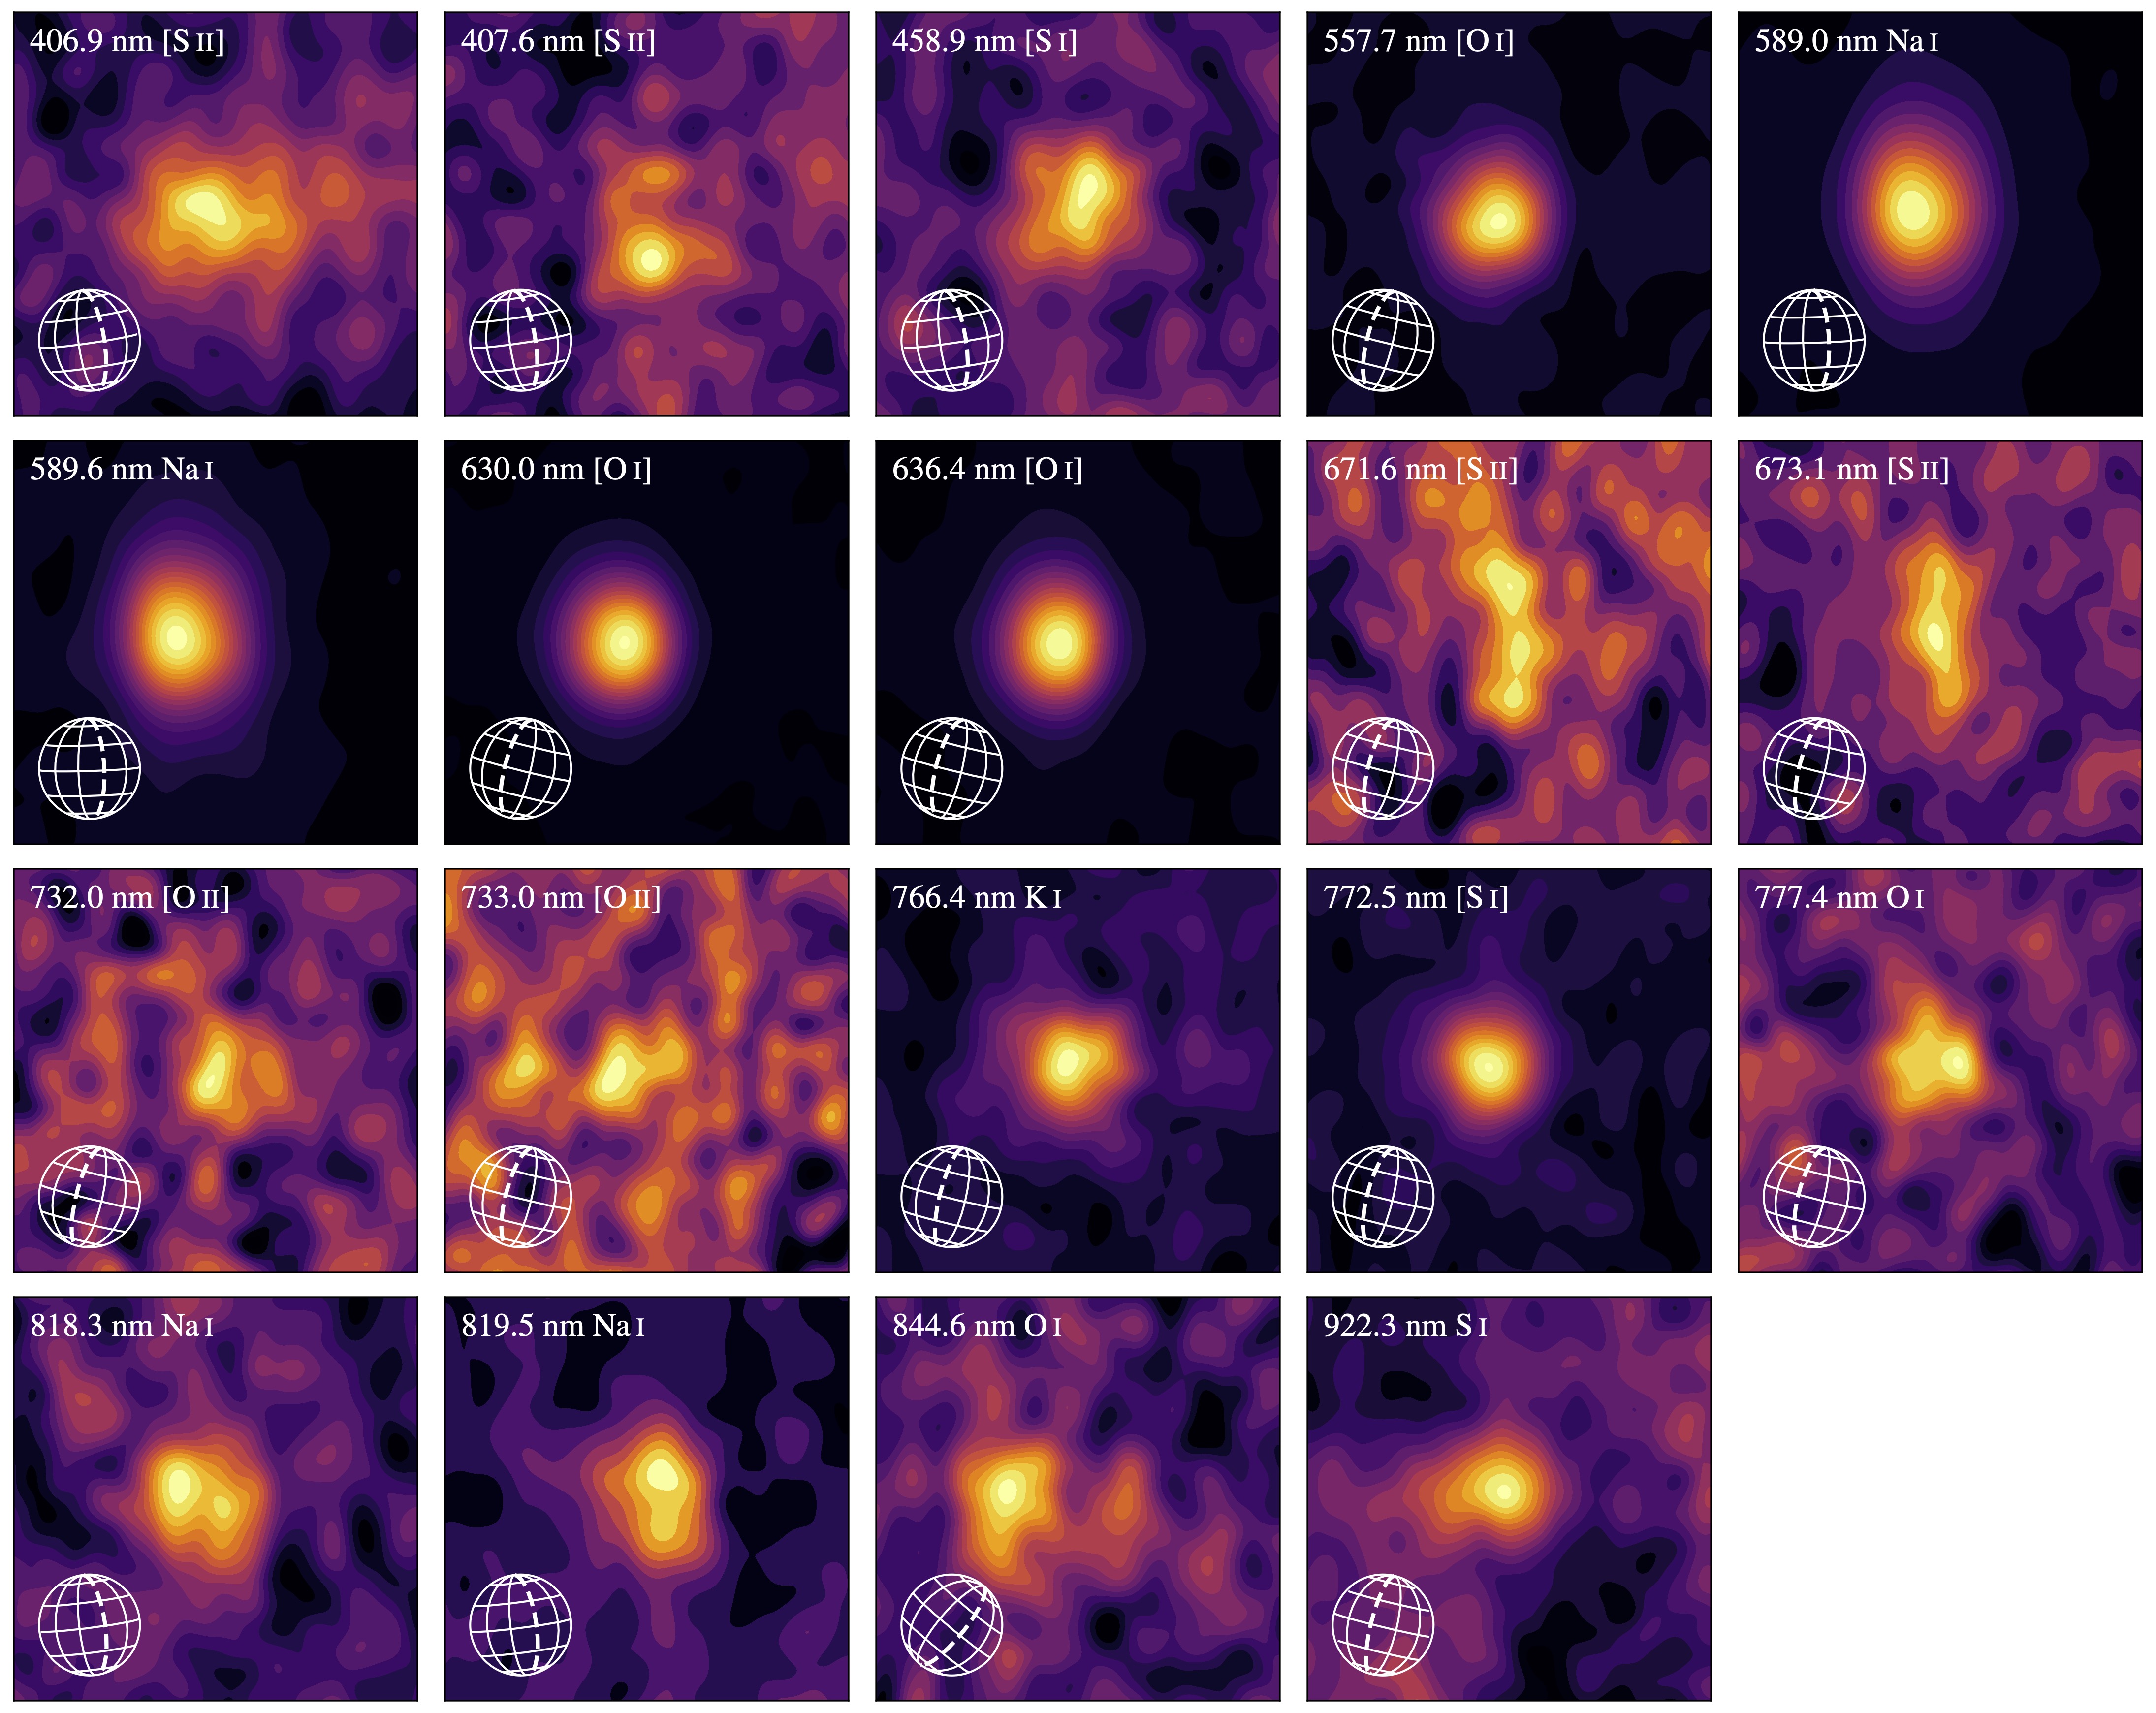 406.9 nm [S II]
407.6 nm [S II]
458.9 nm [S I]
557.7 nm [O I]
589.0 nm Na I
589.6 nm Na I
630.0 nm [O I]
636.4 nm [O I]
671.6 nm [S II]
673.1 nm [S II]
732.0 nm [O II]
733.0 nm [O II]
766.4 nm K I
772.5 nm [S I]
777.4 nm O I
818.3 nm Na I
819.5 nm Na I
844.6 nm O I
922.3 nm S I